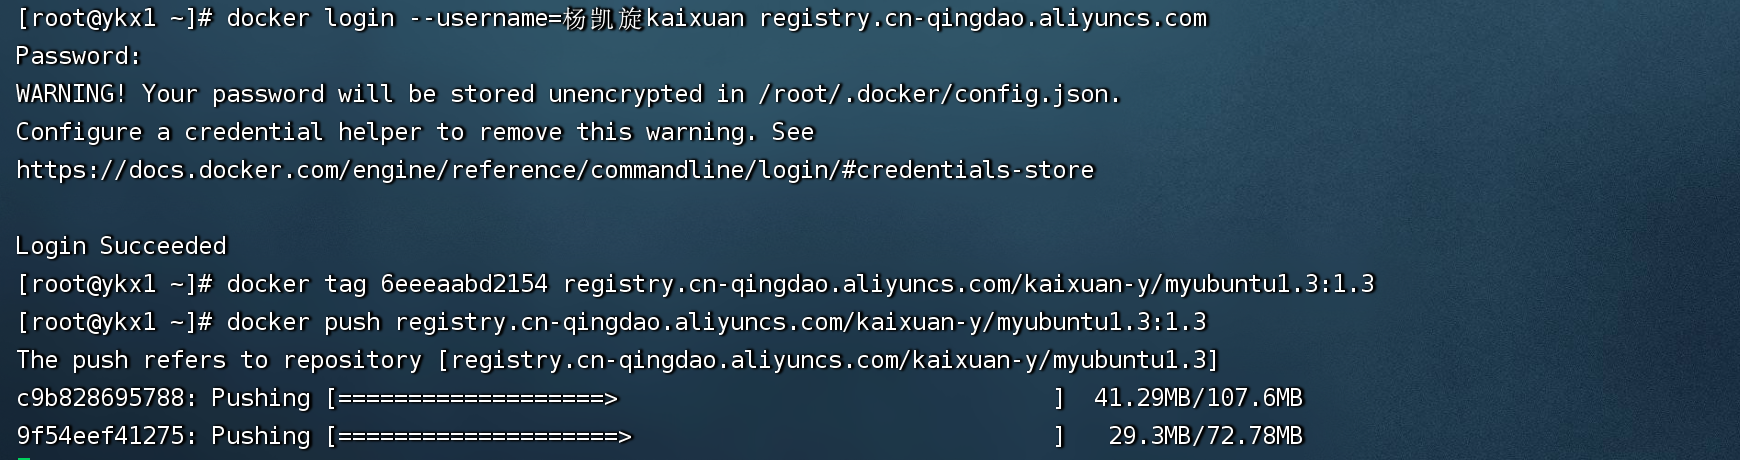 [root@ykx1 ~]# docker login --username=杨凯旋kaixuan registry.cn-qingdao.aliyuncs.com
Password:
WARNING! Your password will be stored unencrypted in /root/.docker/config.json.
Configure a credential helper to remove this warning. See
https://docs.docker.com/engine/reference/commandline/login/#credentials-store
Login Succeeded
[root@ykx1 ~]# docker tag 6eeeaabd2154 registry.cn-qingdao.aliyuncs.com/kaixuan-y/myubuntu1.3:1.3
[root@ykx1 ~]# docker push registry.cn-qingdao.aliyuncs.com/kaixuan-y/myubuntu1.3:1.3
The push refers to repository [registry.cn-qingdao.aliyuncs.com/kaixuan-y/myubuntu1.3]
c9b828695788: Pushing [===================>                               ]  41.29MB/107.6MB
9f54eef41275: Pushing [====================>                              ]   29.3MB/72.78MB